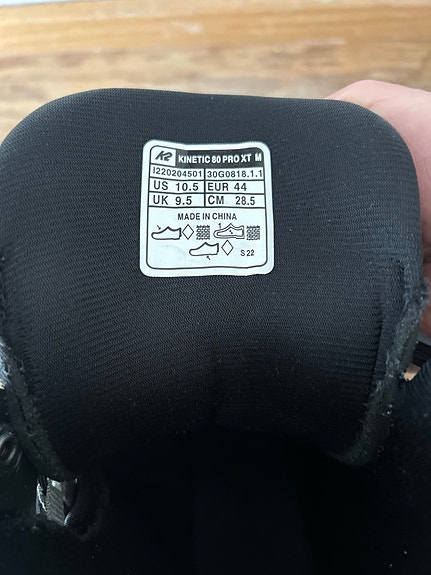 K2 KINETIC 80 PRO XT M
I220204501 30G0818.1.1
US 10.5 EUR 44
UK 9.5 CM 28.5
MADE IN CHINA
S22